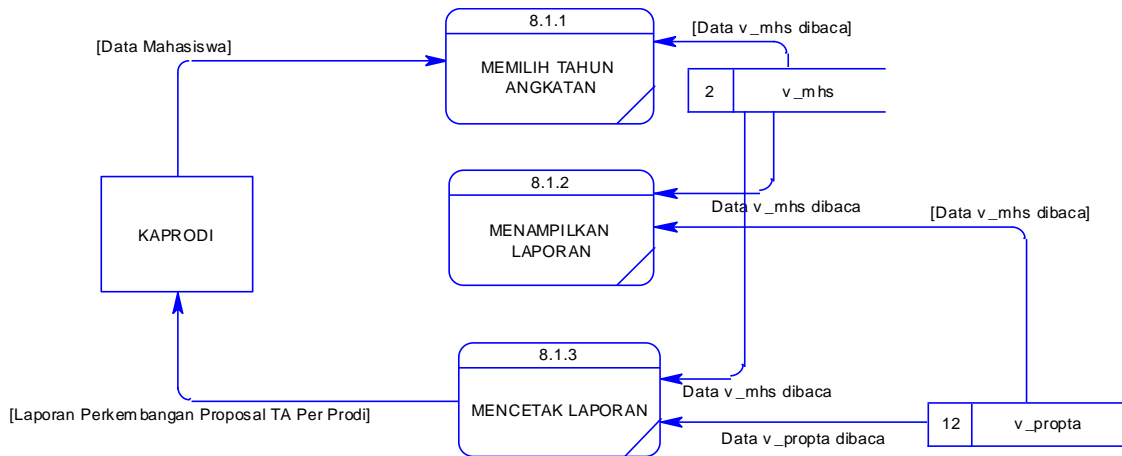 8.1.1
[Data v_mhs dibaca]
[Data Mahasiswa]
MEMILIH TAHUN
ANGKATAN
2
v_mhs
8.1.2
Data v_mhs dibaca
[Data v_mhs dibaca]
KAPRODI
MENAMPILKAN
LAPORAN
8.1.3
Data v_mhs dibaca
[Laporan Perkembangan Proposal TA Per Prodi]
MENCETAK LAPORAN
12
v_propta
Data v_propta dibaca